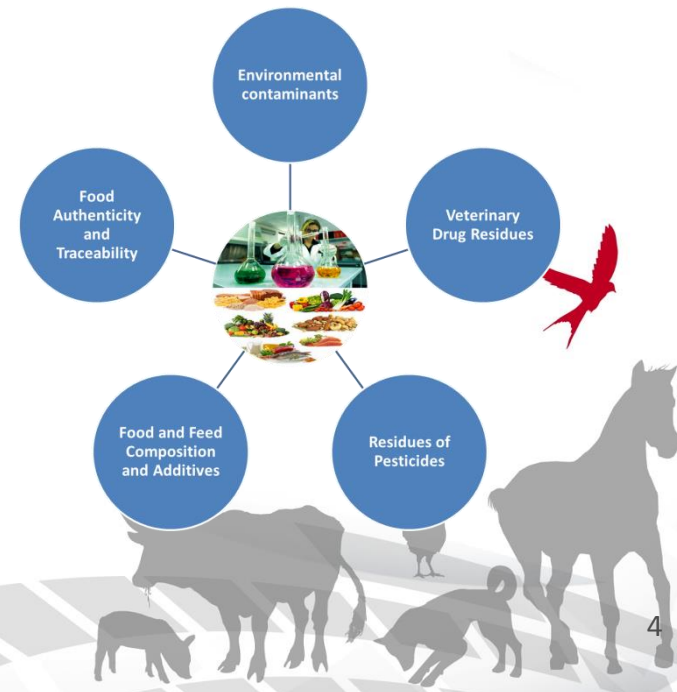 Environmental
contaminants
Food
Authenticity
and
Traceability
Veterinary
Drug Residues
Food and Feed
Composition
and Additives
Residues of
Pesticides
4